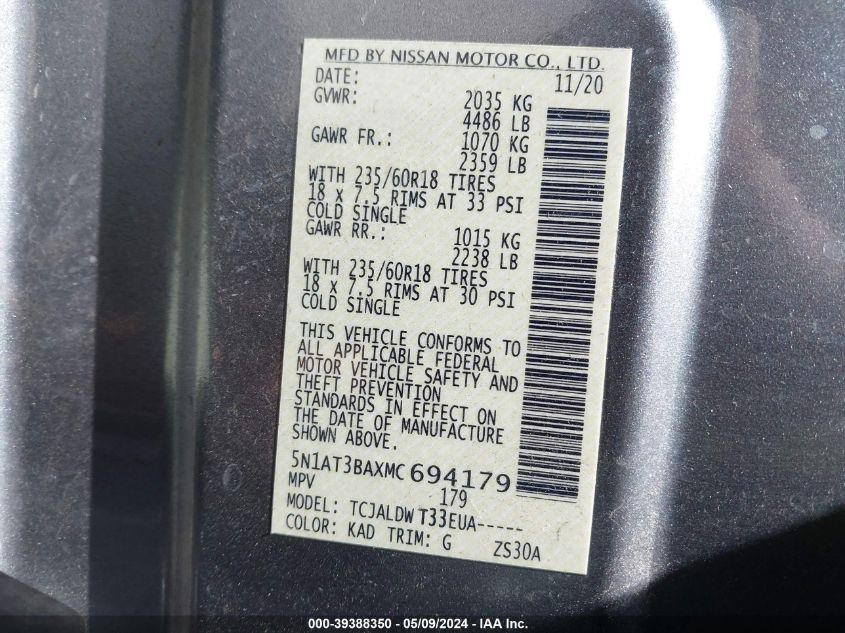 MFD BY NISSAN MOTOR CO., LTD.
DATE: 11/20
GVWR: 2035 KG
4486 LB
GAWR FR.: 1070 KG
2359 LB
WITH 235/60R18 TIRES
18 x 7.5 RIMS AT 33 PSI
COLD SINGLE
GAWR RR.: 1015 KG
2238 LB
WITH 235/60R18 TIRES
18 x 7.5 RIMS AT 30 PSI
COLD SINGLE
THIS VEHICLE CONFORMS TO
ALL APPLICABLE FEDERAL
MOTOR VEHICLE SAFETY AND
THEFT PREVENTION
STANDARDS IN EFFECT ON
THE DATE OF MANUFACTURE
SHOWN ABOVE.
5N1AT3BAXMC 694179
MPV 179
MODEL: TCJALDW T33EUA-----
COLOR: KAD TRIM: G ZS30A
000-39388350 - 05/09/2024 - IAA Inc.